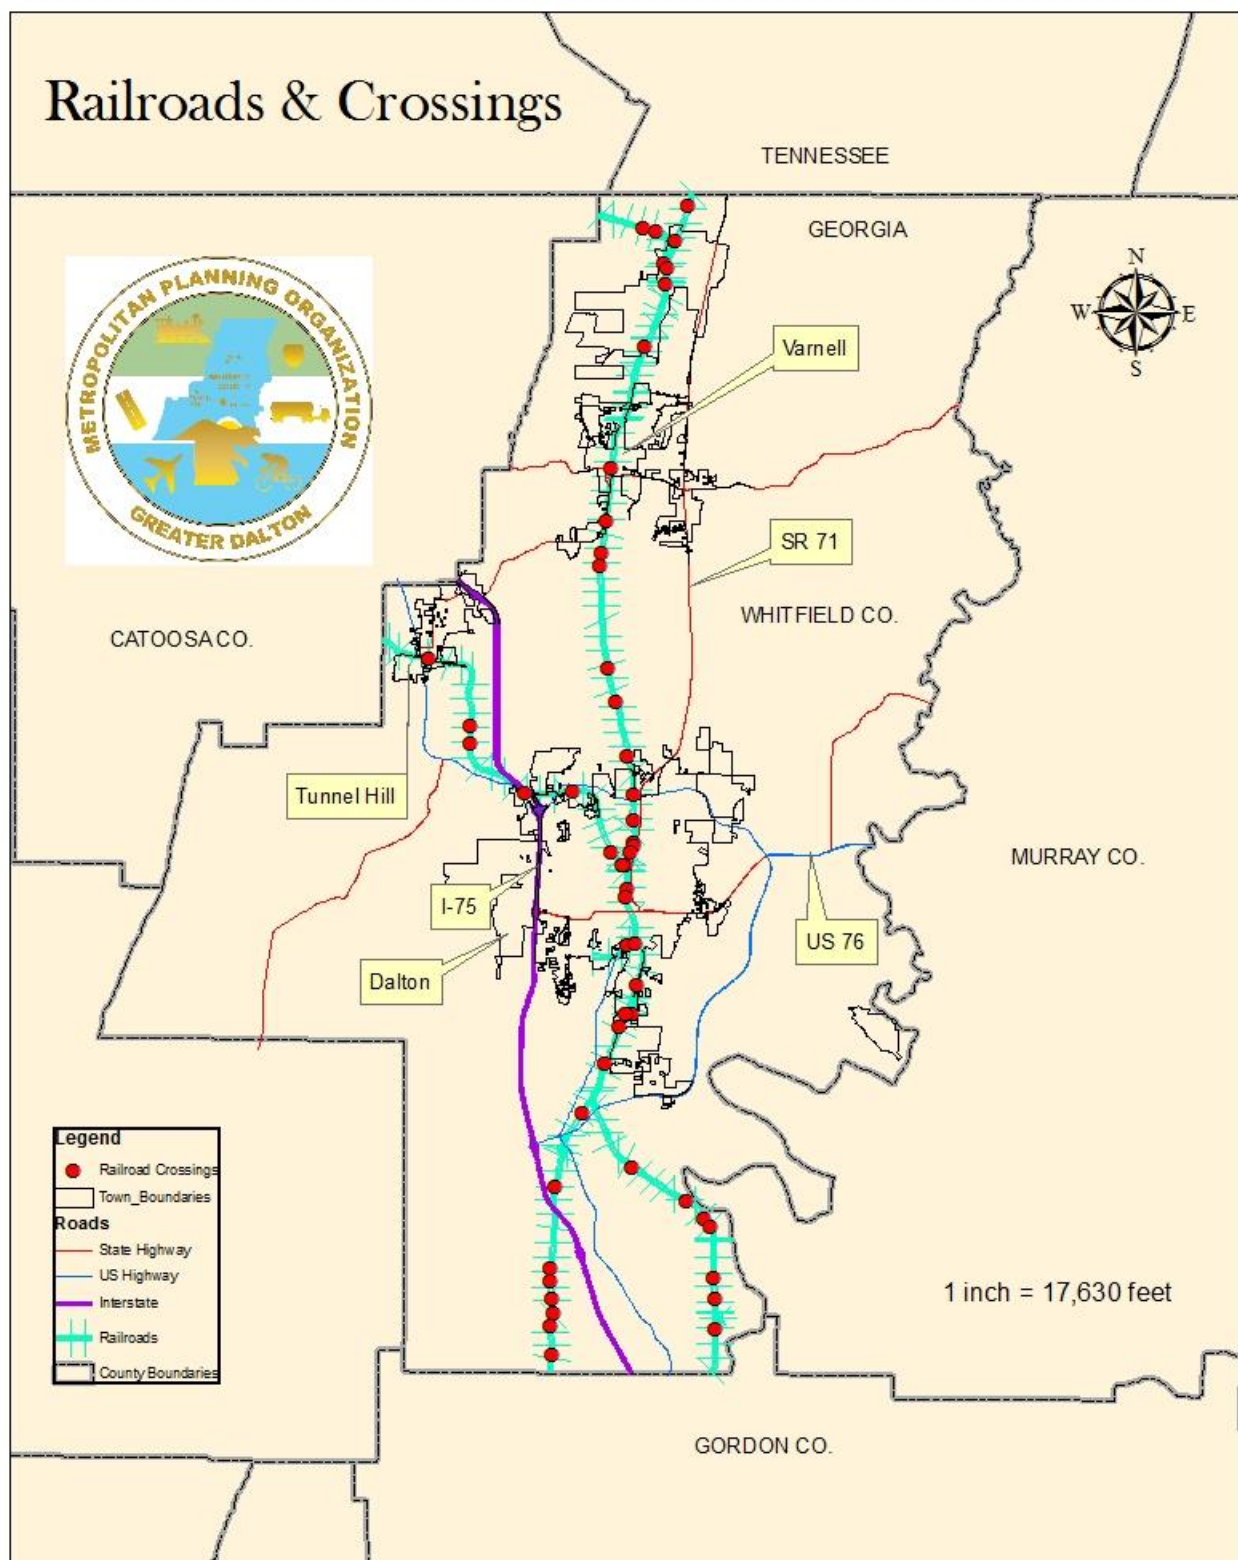 Railroads & Crossings
TENNESSEE
GEORGIA
METROPOLITAN PLANNING ORGANIZATION
GREATER DALTON
N
W
E
S
Varnell
SR 71
WHITFIELD CO.
CATOOSA CO.
Tunnel Hill
MURRAY CO.
I-75
US 76
Dalton
Legend
Railroad Crossings
Town_Boundaries
Roads
State Highway
US Highway
Interstate
Railroads
County Boundaries
1 inch = 17,630 feet
GORDON CO.